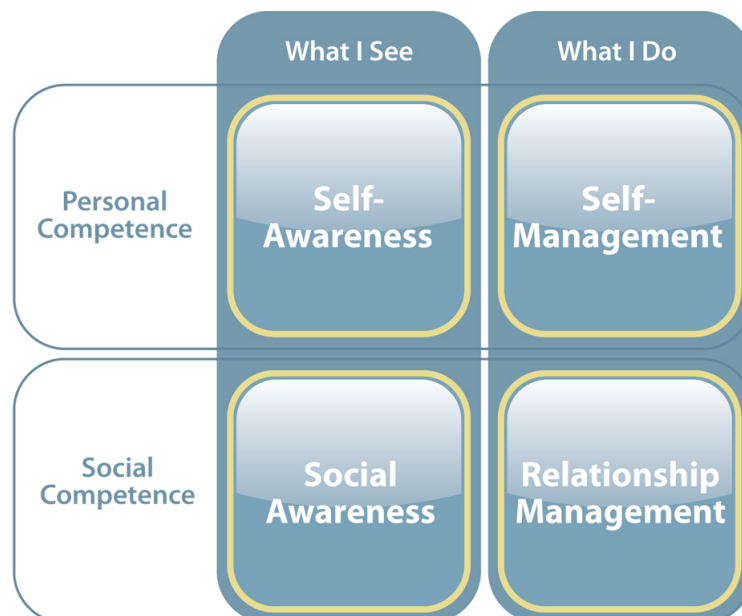 What I See
What I Do
Personal
Competence
Self-
Awareness
Self-
Management
Social
Competence
Social
Awareness
Relationship
Management